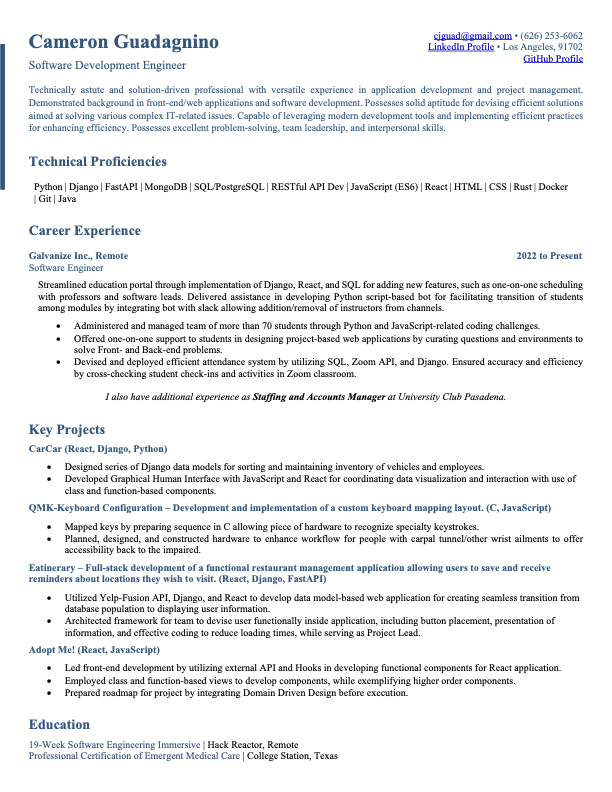 Cameron Guadagnino
cjguad@gmail.com • (626) 253-6062
LinkedIn Profile • Los Angeles, 91702
GitHub Profile
Software Development Engineer
Technically astute and solution-driven professional with versatile experience in application development and project management.
Demonstrated background in front-end/web applications and software development. Possesses solid aptitude for devising efficient solutions
aimed at solving various complex IT-related issues. Capable of leveraging modern development tools and implementing efficient practices
for enhancing efficiency. Possesses excellent problem-solving, team leadership, and interpersonal skills.
Technical Proficiencies
Python | Django | FastAPI | MongoDB | SQL/PostgreSQL | RESTful API Dev | JavaScript (ES6) | React | HTML | CSS | Rust | Docker
| Git | Java
Career Experience
Galvanize Inc., Remote 2022 to Present
Software Engineer
Streamlined education portal through implementation of Django, React, and SQL for adding new features, such as one-on-one scheduling
with professors and software leads. Delivered assistance in developing Python script-based bot for facilitating transition of students
among modules by integrating bot with slack allowing addition/removal of instructors from channels.
• Administered and managed team of more than 70 students through Python and JavaScript-related coding challenges.
• Offered one-on-one support to students in designing project-based web applications by curating questions and environments to
solve Front- and Back-end problems.
• Devised and deployed efficient attendance system by utilizing SQL, Zoom API, and Django. Ensured accuracy and efficiency
by cross-checking student check-ins and activities in Zoom classroom.
I also have additional experience as Staffing and Accounts Manager at University Club Pasadena.
Key Projects
CarCar (React, Django, Python)
• Designed series of Django data models for sorting and maintaining inventory of vehicles and employees.
• Developed Graphical Human Interface with JavaScript and React for coordinating data visualization and interaction with use of
class and function-based components.
QMK-Keyboard Configuration – Development and implementation of a custom keyboard mapping layout. (C, JavaScript)
• Mapped keys by preparing sequence in C allowing piece of hardware to recognize specialty keystrokes.
• Planned, designed, and constructed hardware to enhance workflow for people with carpal tunnel/other wrist ailments to offer
accessibility back to the impaired.
Eatinerary – Full-stack development of a functional restaurant management application allowing users to save and receive
reminders about locations they wish to visit. (React, Django, FastAPI)
• Utilized Yelp-Fusion API, Django, and React to develop data model-based web application for creating seamless transition from
database population to displaying user information.
• Architected framework for team to devise user functionally inside application, including button placement, presentation of
information, and effective coding to reduce loading times, while serving as Project Lead.
Adopt Me! (React, JavaScript)
• Led front-end development by utilizing external API and Hooks in developing functional components for React application.
• Employed class and function-based views to develop components, while exemplifying higher order components.
• Prepared roadmap for project by integrating Domain Driven Design before execution.
Education
19-Week Software Engineering Immersive | Hack Reactor, Remote
Professional Certification of Emergent Medical Care | College Station, Texas